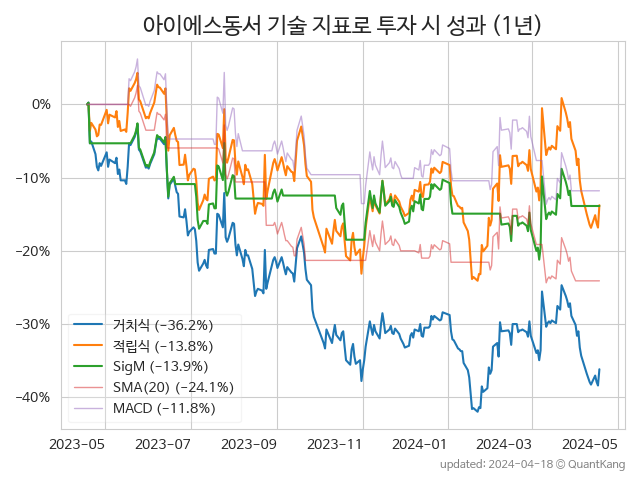 아이에스동서 기술 지표로 투자 시 성과 (1년)
0%
−10%
−20%
−30%
−40%
거치식 (−36.2%)
적립식 (−13.8%)
SigM (−13.9%)
SMA(20) (−24.1%)
MACD (−11.8%)
2023-05 2023-07 2023-09 2023-11 2024-01 2024-03 2024-05
updated: 2024-04-18 ⓒ QuantKang